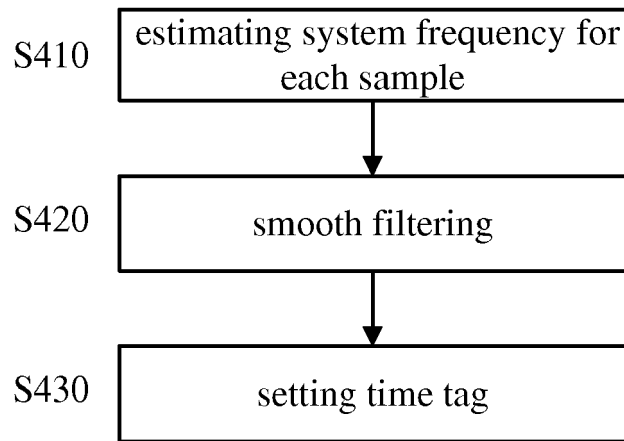 S410
estimating system frequency for
each sample
S420
smooth filtering
S430
setting time tag